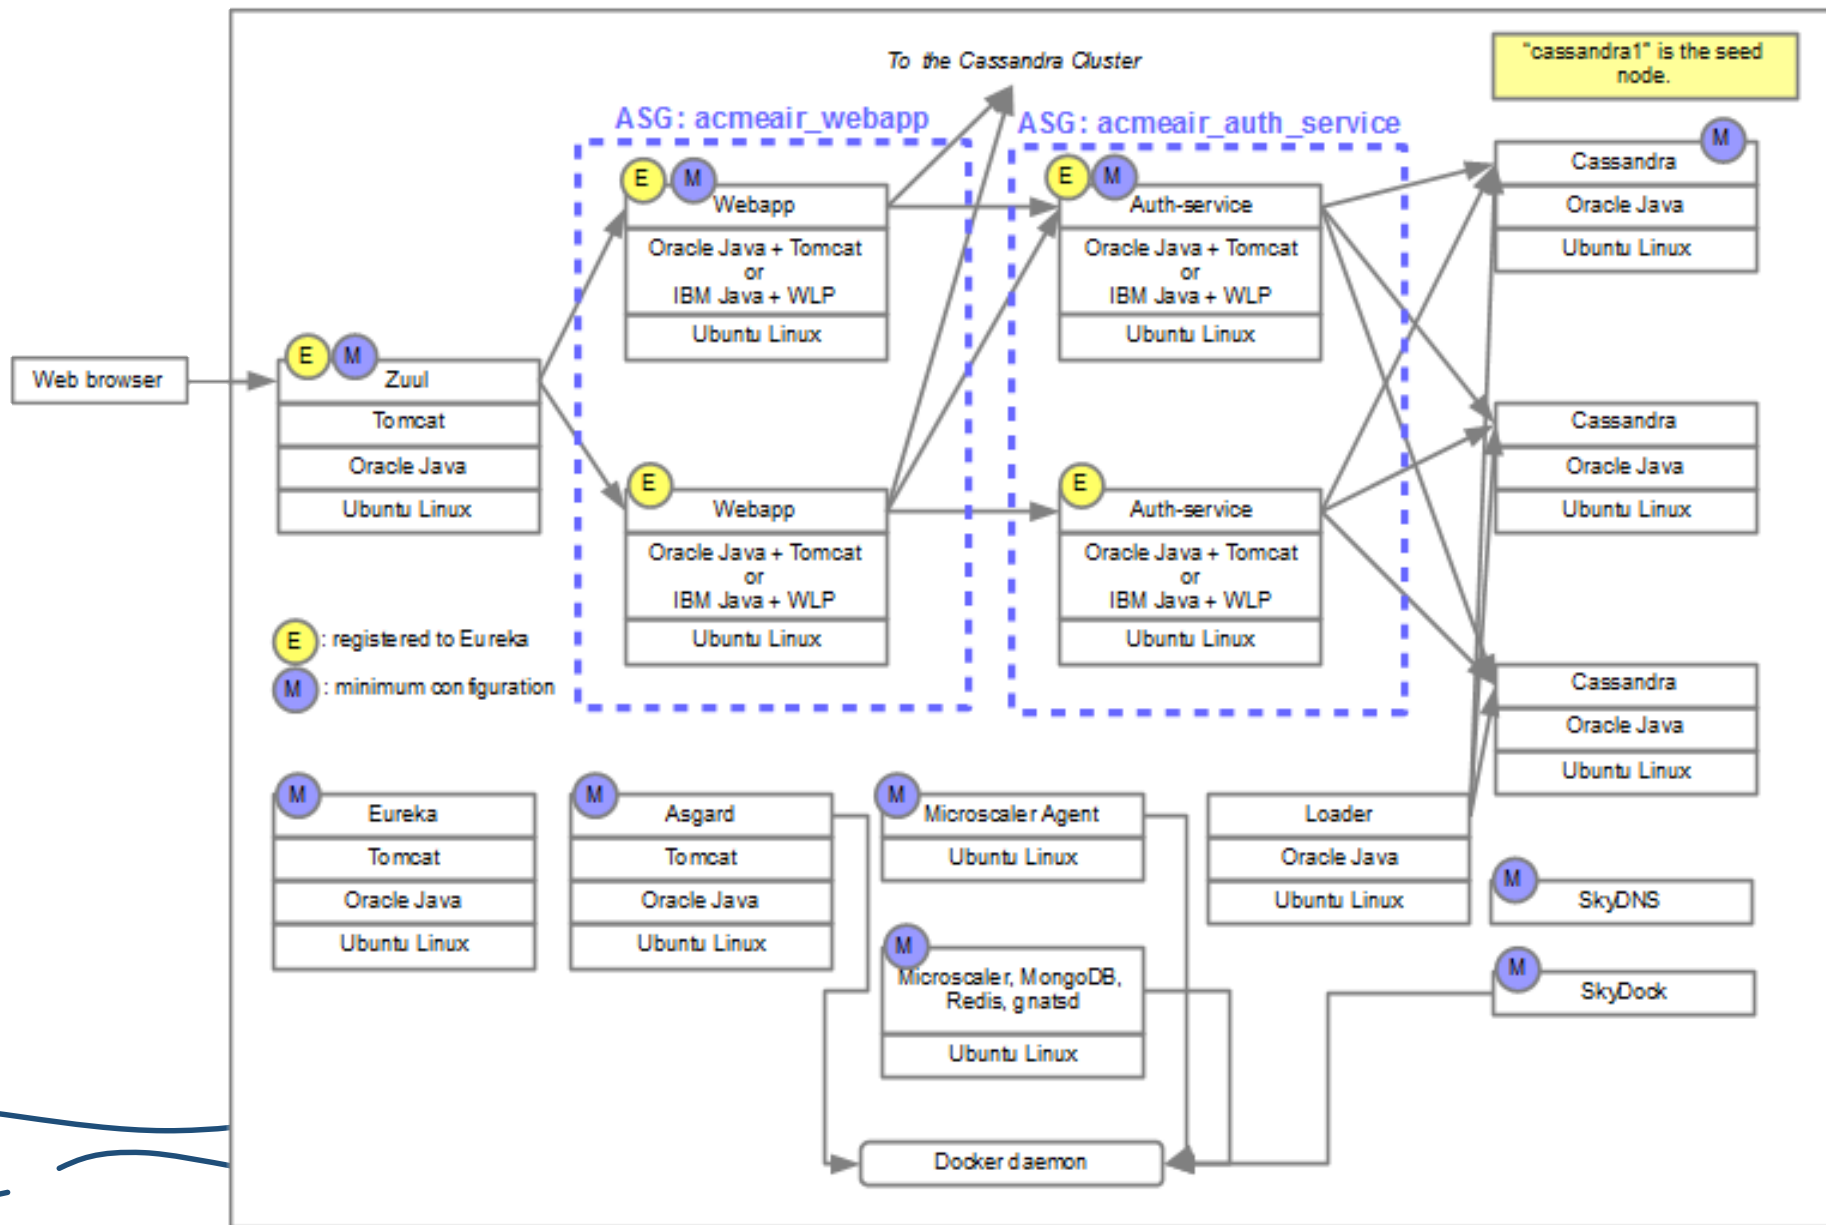 To the Cassandra Cluster
"cassandra1" is the seed
node.
ASG: acmeair_webapp
ASG: acmeair_auth_service
E
M
Webapp
Oracle Java + Tomcat
or
IBM Java + WLP
Ubuntu Linux
E
M
Auth-service
Oracle Java + Tomcat
or
IBM Java + WLP
Ubuntu Linux
M
Cassandra
Oracle Java
Ubuntu Linux
Web browser
E
M
Zuul
Tomcat
Oracle Java
Ubuntu Linux
E
Webapp
Oracle Java + Tomcat
or
IBM Java + WLP
Ubuntu Linux
E
Auth-service
Oracle Java + Tomcat
or
IBM Java + WLP
Ubuntu Linux
Cassandra
Oracle Java
Ubuntu Linux
E : registered to Eureka
M : minimum configuration
Cassandra
Oracle Java
Ubuntu Linux
M
Eureka
Tomcat
Oracle Java
Ubuntu Linux
M
Asgard
Tomcat
Oracle Java
Ubuntu Linux
M
Microscaler Agent
Ubuntu Linux
Loader
Oracle Java
Ubuntu Linux
M
SkyDNS
M
Microscaler, MongoDB,
Redis, gnatsd
Ubuntu Linux
M
SkyDock
Docker daemon